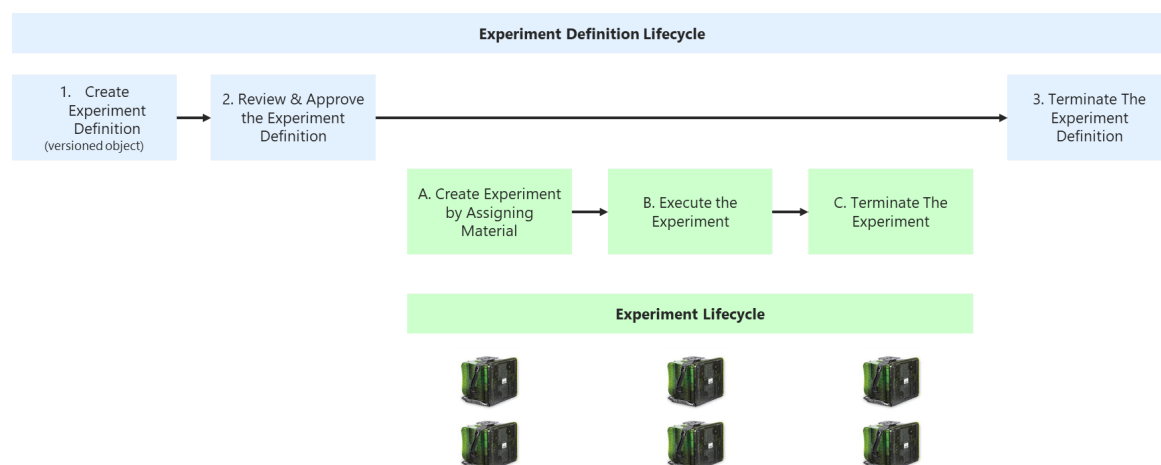 Experiment Definition Lifecycle
1. Create
Experiment
Definition
(versioned object)
2. Review & Approve
the Experiment
Definition
3. Terminate The
Experiment
Definition
A. Create Experiment
by Assigning
Material
B. Execute the
Experiment
C. Terminate The
Experiment
Experiment Lifecycle